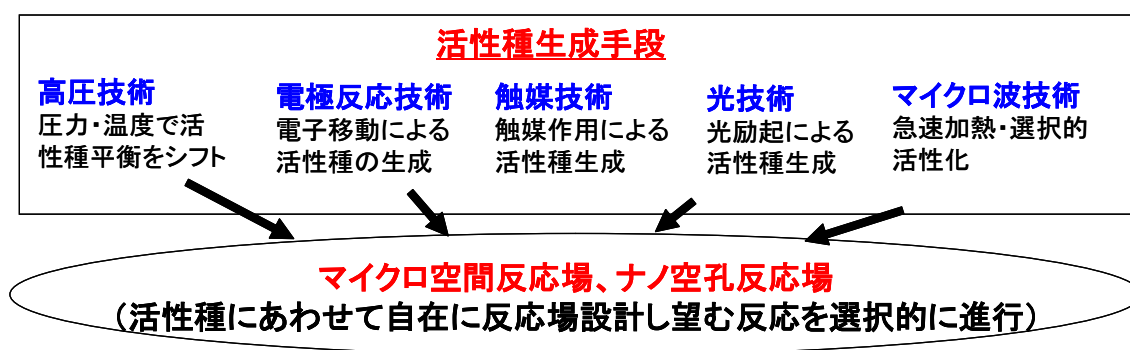 活性種生成手段
高圧技術
圧力・温度で活
性種平衡をシフト
電極反応技術
電子移動による
活性種の生成
触媒技術
触媒作用による
活性種生成
光技術
光励起による
活性種生成
マイクロ波技術
急速加熱・選択的
活性化
マイクロ空間反応場、ナノ空孔反応場
（活性種にあわせて自在に反応場設計し望む反応を選択的に進行）